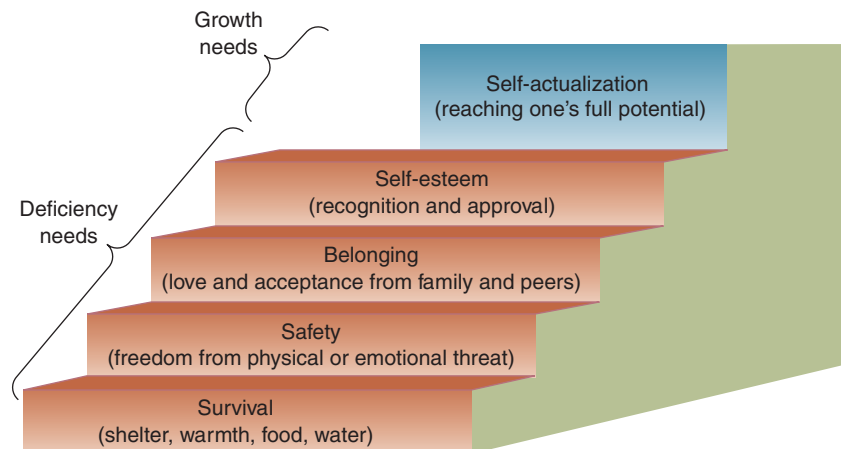 Growth
needs
Self-actualization
(reaching one's full potential)
Self-esteem
(recognition and approval)
Deficiency
needs
Belonging
(love and acceptance from family and peers)
Safety
(freedom from physical or emotional threat)
Survival
(shelter, warmth, food, water)